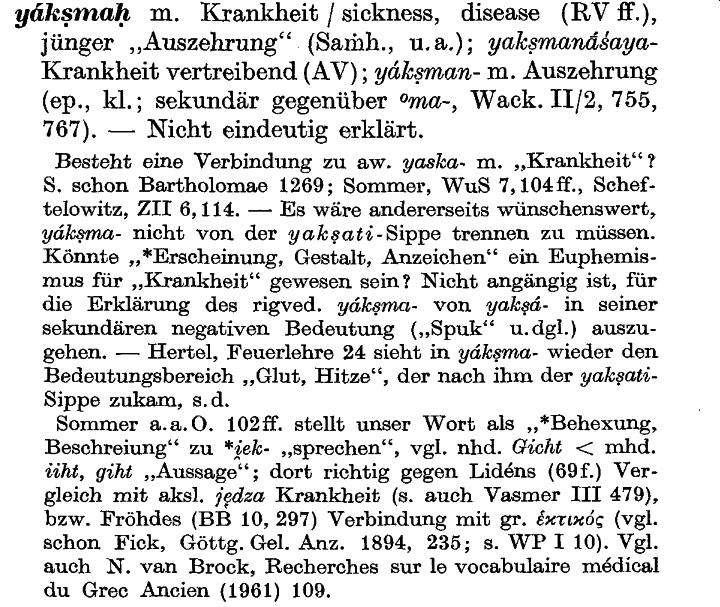 yákṣmaḥ m. Krankheit / sickness, disease (RV ff.),
jünger „Auszehrung“ (Saṁh., u. a.); yakṣmanā́śaya-
Krankheit vertreibend (AV); yákṣman- m. Auszehrung
(ep., kl.; sekundär gegenüber °ma-, Wack. II/2, 755,
767). — Nicht eindeutig erklärt.
Besteht eine Verbindung zu aw. yaska- m. „Krankheit“?
S. schon Bartholomae 1269; Sommer, WuS 7, 104 ff., Schef-
telowitz, ZII 6, 114. — Es wäre andererseits wünschenswert,
yákṣma- nicht von der yakṣati-Sippe trennen zu müssen.
Könnte „*Erscheinung, Gestalt, Anzeichen“ ein Euphemis-
mus für „Krankheit“ gewesen sein? Nicht angängig ist, für
die Erklärung des rigved. yákṣma- von yakṣá- in seiner
sekundären negativen Bedeutung („Spuk“ u. dgl.) auszu-
gehen. — Hertel, Feuerlehre 24 sieht in yákṣma- wieder den
Bedeutungsbereich „Glut, Hitze“, der nach ihm der yakṣati-
Sippe zukam, s. d.
Sommer a. a. O. 102 ff. stellt unser Wort als „*Behexung,
Beschreiung“ zu *i̯ek- „sprechen“, vgl. nhd. Gicht < mhd.
iiht, giht „Aussage“; dort richtig gegen Lidéns (69 f.) Ver-
gleich mit aksl. jędza Krankheit (s. auch Vasmer III 479),
bzw. Fröhdes (BB 10, 297) Verbindung mit gr. ἑκτικός (vgl.
schon Fick, Göttg. Gel. Anz. 1894, 235; s. WP I 10). Vgl.
auch N. van Brock, Recherches sur le vocabulaire médical
du Grec Ancien (1961) 109.